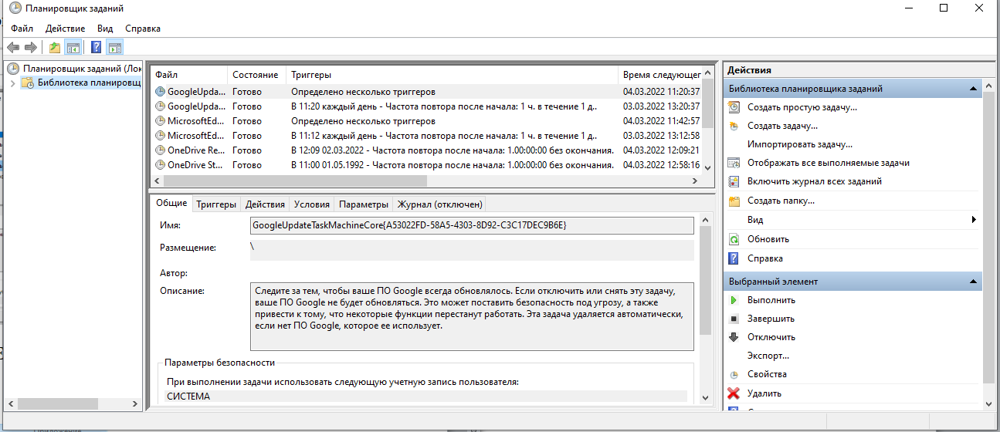 Планировщик заданий
Файл Действие Вид Справка
Планировщик заданий (Лок
Библиотека планировщ
Файл Состояние Триггеры Время следующег
GoogleUpda... Готово Определено несколько триггеров 04.03.2022 11:20:37
GoogleUpda... Готово В 11:20 каждый день - Частота повтора после начала: 1 ч. в течение 1 д.. 03.03.2022 13:20:37
MicrosoftEd... Готово Определено несколько триггеров 04.03.2022 11:42:57
MicrosoftEd... Готово В 11:12 каждый день - Частота повтора после начала: 1 ч. в течение 1 д.. 03.03.2022 13:12:58
OneDrive Re... Готово В 12:09 02.03.2022 - Частота повтора после начала: 1.00:00:00 без окончания. 04.03.2022 12:09:21
OneDrive St... Готово В 11:00 01.05.1992 - Частота повтора после начала: 1.00:00:00 без окончания. 04.03.2022 12:58:16
Общие Триггеры Действия Условия Параметры Журнал (отключен)
Имя: GoogleUpdateTaskMachineCore{A53022FD-58A5-4303-8D92-C3C17DEC9B6E}
Размещение: \
Автор:
Описание: Следите за тем, чтобы ваше ПО Google всегда обновлялось. Если отключить или снять эту задачу,
ваше ПО Google не будет обновляться. Это может поставить безопасность под угрозу, а также
привести к тому, что некоторые функции перестанут работать. Эта задача удаляется автоматически,
если нет ПО Google, которое ее использует.
Параметры безопасности
При выполнении задачи использовать следующую учетную запись пользователя:
СИСТЕМА
Действия
Библиотека планировщика заданий
Создать простую задачу...
Создать задачу...
Импортировать задачу...
Отображать все выполняемые задачи
Включить журнал всех заданий
Создать папку...
Вид
Обновить
Справка
Выбранный элемент
Выполнить
Завершить
Отключить
Экспорт...
Свойства
Удалить